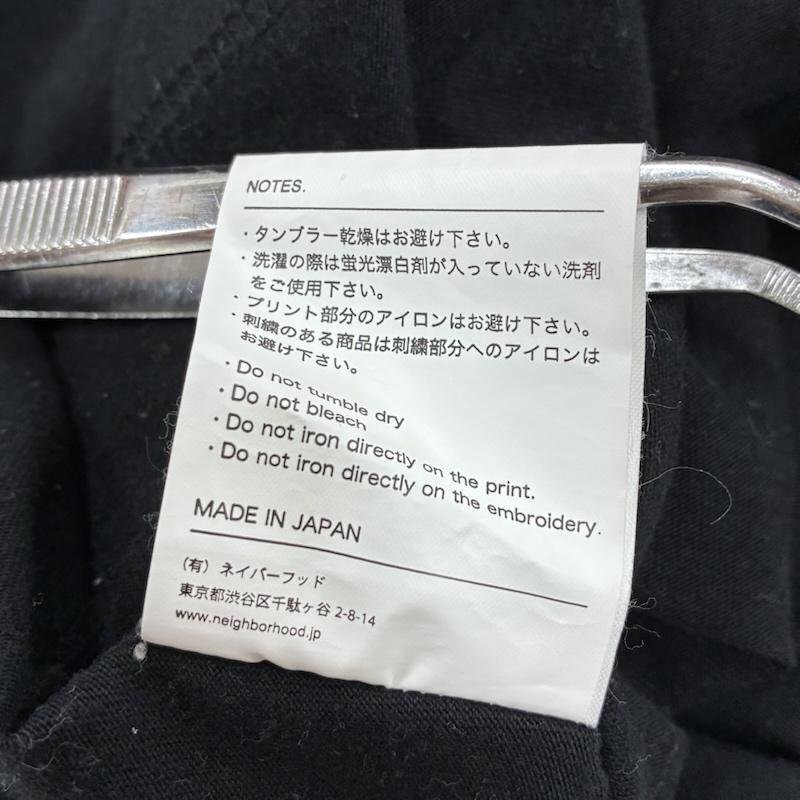 NOTES.
・タンブラー乾燥はお避け下さい。
・洗濯の際は蛍光漂白剤が入っていない洗剤
をご使用下さい。
・プリント部分のアイロンはお避け下さい。
・刺繍のある商品は刺繍部分へのアイロンは
お避け下さい。
・Do not tumble dry
・Do not bleach
・Do not iron directly on the print.
・Do not iron directly on the embroidery.
MADE IN JAPAN
（有）ネイバーフッド
東京都渋谷区千駄ヶ谷 2-8-14
www.neighborhood.jp